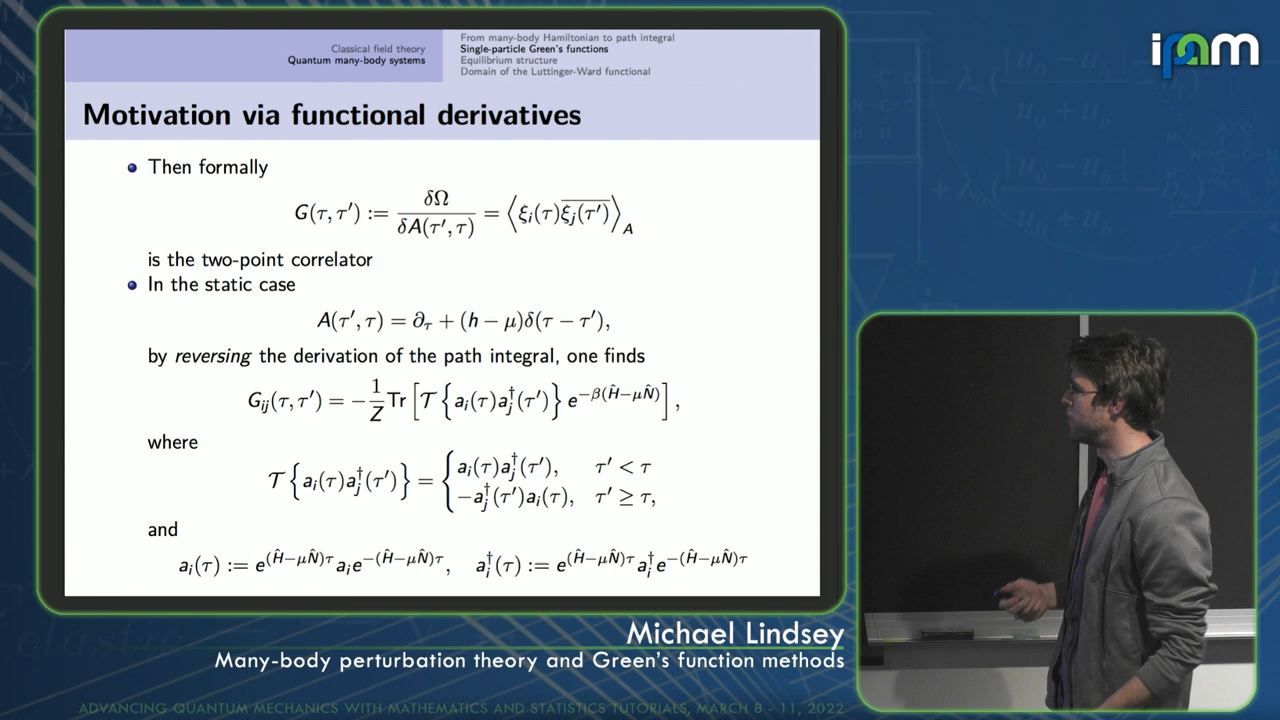 Classical field theory
Quantum many-body systems
From many-body Hamiltonian to path integral
Single-particle Green's functions
Equilibrium structure
Domain of the Luttinger-Ward functional
ipam
Motivation via functional derivatives
Then formally
G(τ, τ′) := δΩ / δA(τ′, τ) = ⟨ξᵢ(τ)ξⱼ(τ′)‾⟩_A
is the two-point correlator
In the static case
A(τ′, τ) = ∂_τ + (h − μ)δ(τ − τ′),
by reversing the derivation of the path integral, one finds
G_ij(τ, τ′) = −1/Z Tr [𝒯 {a_i(τ)a_j†(τ′)} e^{−β(Ĥ−μN̂)}],
where
𝒯 {a_i(τ)a_j†(τ′)} = { a_i(τ)a_j†(τ′), τ′ < τ
−a_j†(τ′)a_i(τ), τ′ ≥ τ,
and
a_i(τ) := e^{(Ĥ−μN̂)τ} a_i e^{−(Ĥ−μN̂)τ}, a_i†(τ) := e^{(Ĥ−μN̂)τ} a_i† e^{−(Ĥ−μN̂)τ}
Michael Lindsey
Many-body perturbation theory and Green's function methods
ADVANCING QUANTUM MECHANICS WITH MATHEMATICS AND STATISTICS TUTORIALS, MARCH 8 - 11, 2022